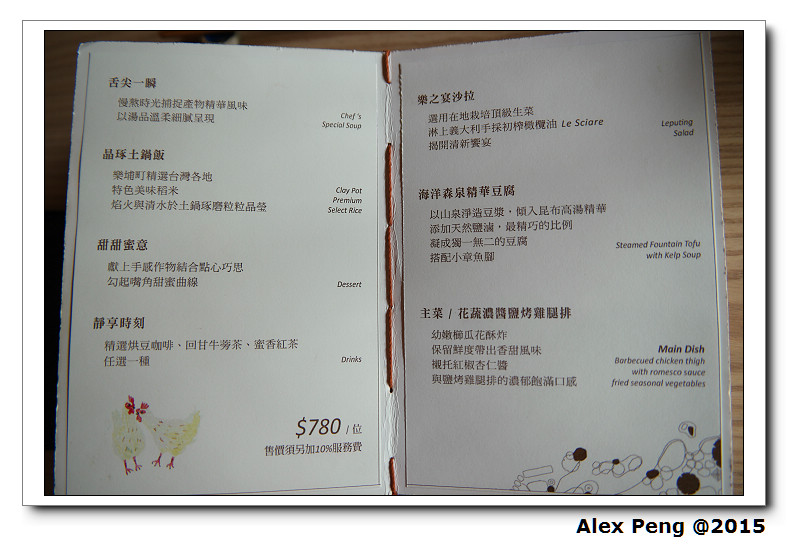 舌尖一瞬
慢熬時光捕捉產物精華風味
以湯品溫柔細膩呈現
Chef's
Special Soup
晶琢土鍋飯
樂埔町精選台灣各地
特色美味稻米
焰火與清水於土鍋琢磨粒粒晶瑩
Clay Pot
Premium
Select Rice
甜甜蜜意
獻上手感作物結合點心巧思
勾起嘴角甜蜜曲線
Dessert
靜享時刻
精選烘豆咖啡、回甘牛蒡茶、蜜香紅茶
任選一種
Drinks
$780 / 位
售價須另加10%服務費
樂之宴沙拉
選用在地栽培頂級生菜
淋上義大利手採初榨橄欖油 Le Sciare
揭開清新饗宴
Leputing
Salad
海洋森泉精華豆腐
以山泉淨造豆漿，傾入昆布高湯精華
添加天然鹽滷，最精巧的比例
凝成獨一無二的豆腐
搭配小章魚腳
Steamed Fountain Tofu
with Kelp Soup
主菜 / 花蔬濃醬鹽烤雞腿排
幼嫩櫛瓜花酥炸
保留鮮度帶出香甜風味
襯托紅椒杏仁醬
與鹽烤雞腿排的濃郁飽滿口感
Main Dish
Barbecued chicken thigh
with romesco sauce
fried seasonal vegetables
Alex Peng @2015